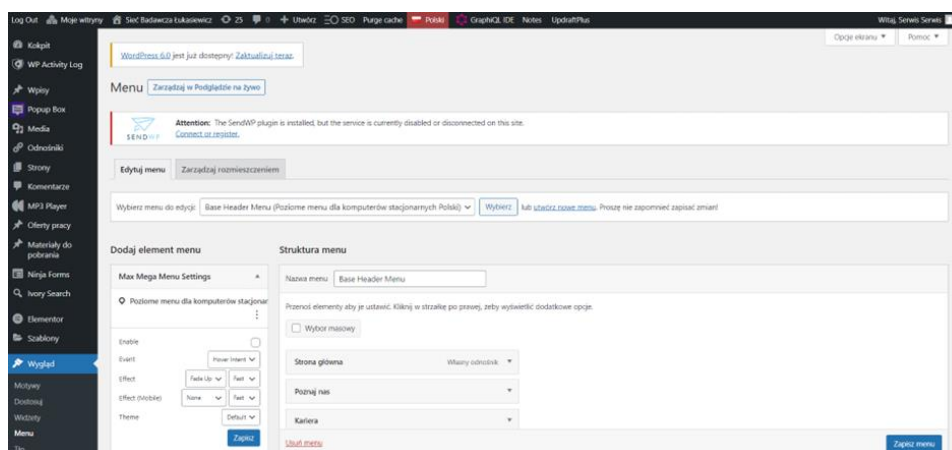 Log Out Moje witryny Sieć Badawcza Łukasiewicz 25 0 Utwórz SEO Purge cache Polski GraphiQL IDE Notes UpdraftPlus Witaj, Serwis Serwis
Opcje ekranu Pomoc
Kokpit
WP Activity Log
Wpisy
Popup Box
Media
Odnośniki
Strony
Komentarze
MP3 Player
Oferty pracy
Materiały do
pobrania
Ninja Forms
Ivory Search
Elementor
Szablony
Wygląd
Motywy
Dostosuj
Widżety
Menu
WordPress 6.0 jest już dostępny! Zaktualizuj teraz.
Menu Zarządzaj w Podglądzie na żywo
SENDWP
Attention: The SendWP plugin is installed, but the service is currently disabled or disconnected on this site.
Connect or register.
Edytuj menu Zarządzaj rozmieszczeniem
Wybierz menu do edycji: Base Header Menu (Poziome menu dla komputerów stacjonarnych Polski) Wybierz lub utwórz nowe menu. Proszę nie zapomnieć zapisać zmian!
Dodaj element menu
Max Mega Menu Settings
Poziome menu dla komputerów stacjonar
Enable
Event Hover Intent
Effect Fade Up Fast
Effect (Mobile) None Fast
Theme Default
Zapisz
Struktura menu
Nazwa menu Base Header Menu
Przenoś elementy aby je ustawić. Kliknij w strzałkę po prawej, żeby wyświetlić dodatkowe opcje.
Wybór masowy
Strona główna Własny odnośnik
Poznaj nas
Kariera
Usuń menu Zapisz menu